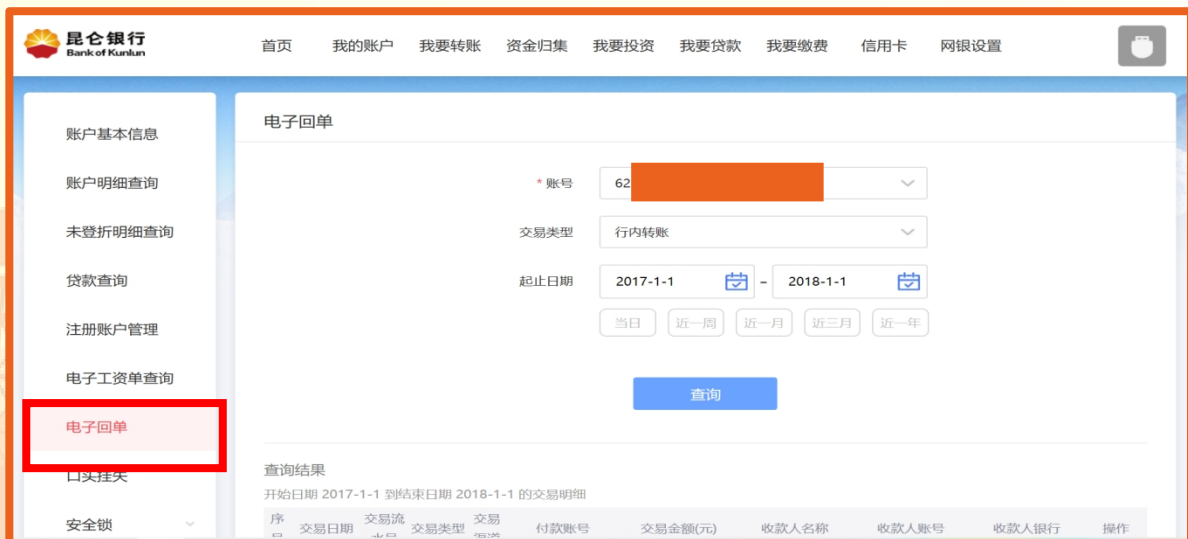 昆仑银行
Bank of Kunlun
首页 我的账户 我要转账 资金归集 我要投资 我要贷款 我要缴费 信用卡 网银设置
账户基本信息
账户明细查询
未登折明细查询
贷款查询
注册账户管理
电子工资单查询
电子回单
口头挂失
安全锁
电子回单
* 账号 62
交易类型 行内转账
起止日期 2017-1-1 - 2018-1-1
当日 近一周 近一月 近三月 近一年
查询
查询结果
开始日期 2017-1-1 到结束日期 2018-1-1 的交易明细
序 交易日期 交易流 交易类型 交易 付款账号 交易金额(元) 收款人名称 收款人账号 收款人银行 操作